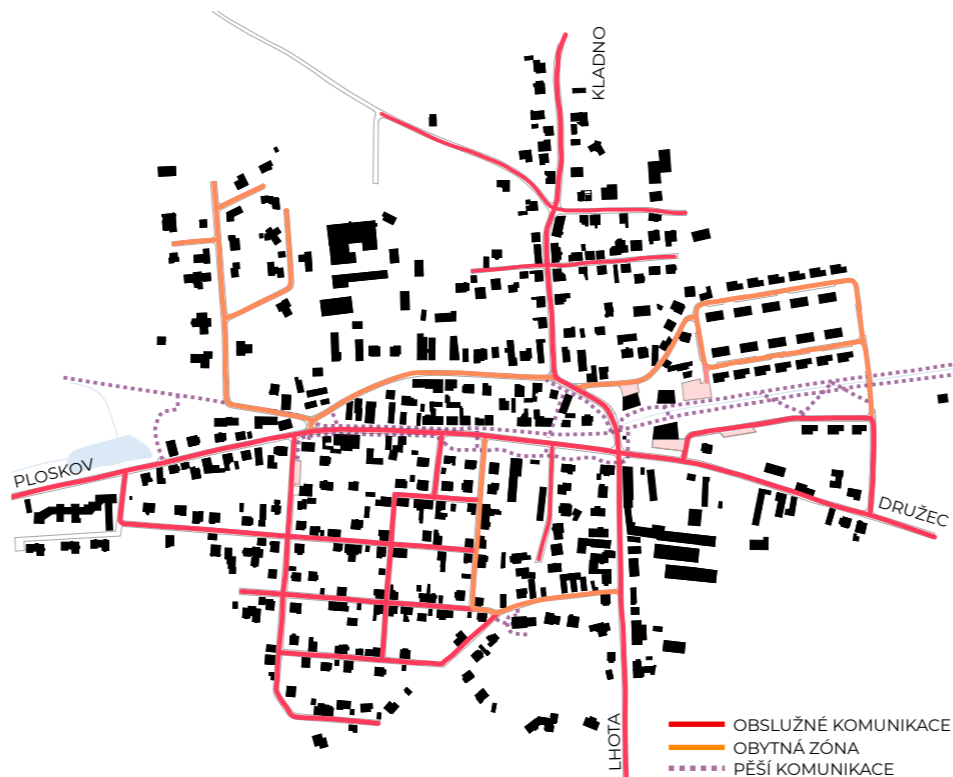 KLADNO
PLOSKOV
DRUŽEC
LHOTA
OBSLUŽNÉ KOMUNIKACE
OBYTNÁ ZÓNA
PĚŠÍ KOMUNIKACE